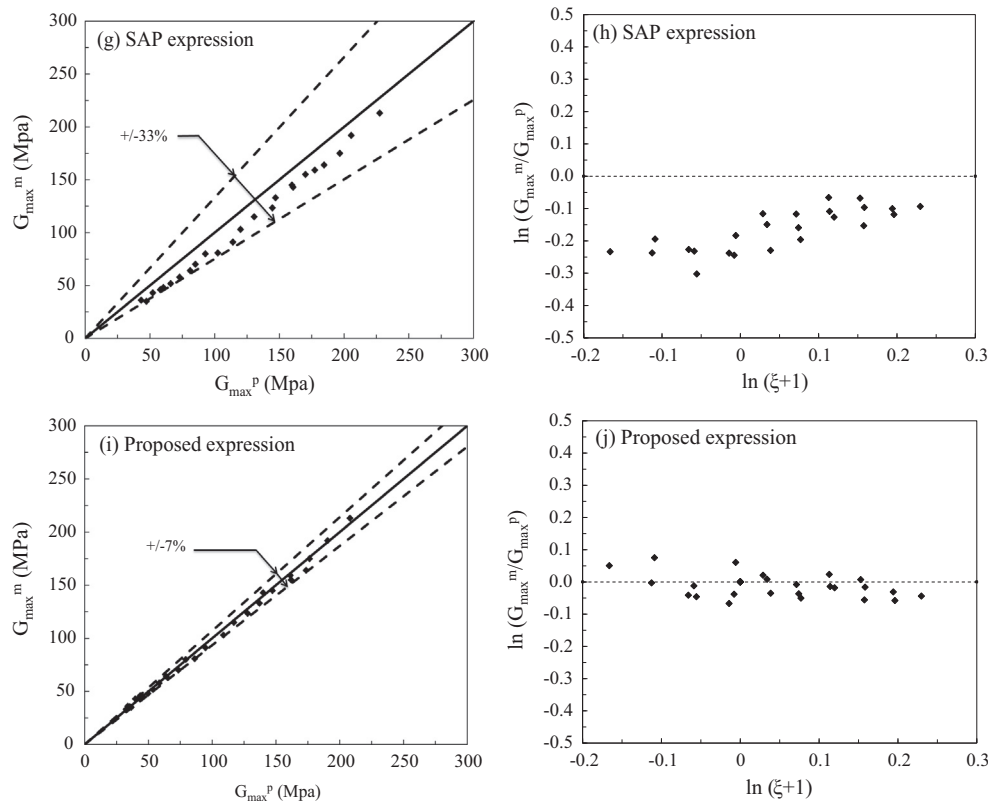 (g) SAP expression
300
250
200
150
100
50
0
G_max^m (Mpa)
+/-33%
0 50 100 150 200 250 300
G_max^p (Mpa)
(h) SAP expression
0.5
0.4
0.3
0.2
0.1
0.0
-0.1
-0.2
-0.3
-0.4
-0.5
ln (G_max^m/G_max^p)
-0.2 -0.1 0 0.1 0.2 0.3
ln (ξ+1)
(i) Proposed expression
300
250
200
150
100
50
0
G_max^m (MPa)
+/-7%
0 50 100 150 200 250 300
G_max^p (Mpa)
(j) Proposed expression
0.5
0.4
0.3
0.2
0.1
0.0
-0.1
-0.2
-0.3
-0.4
-0.5
ln (G_max^m/G_max^p)
-0.2 -0.1 0 0.1 0.2 0.3
ln (ξ+1)